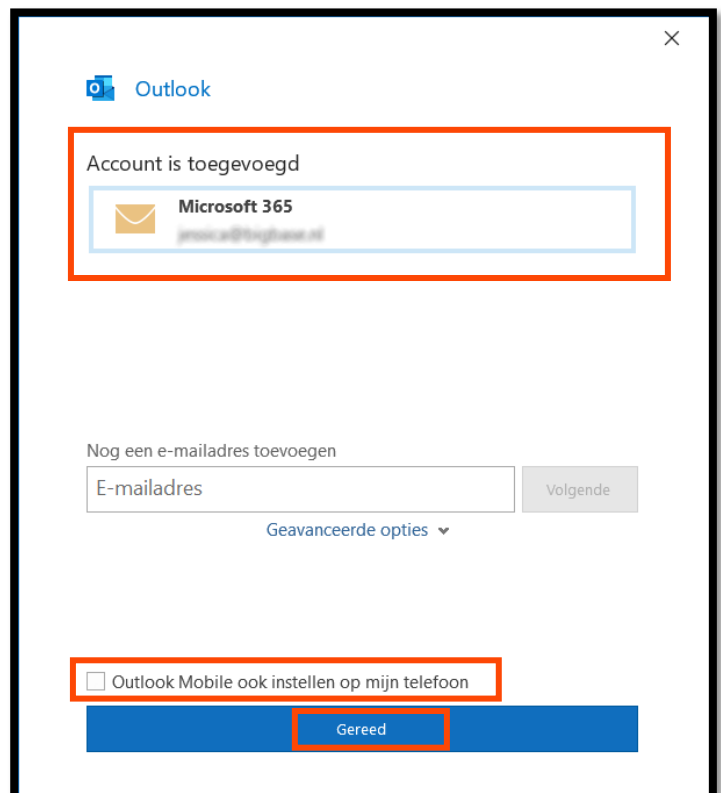 Outlook
Account is toegevoegd
Microsoft 365
Nog een e-mailadres toevoegen
E-mailadres
Volgende
Geavanceerde opties
Outlook Mobile ook instellen op mijn telefoon
Gereed